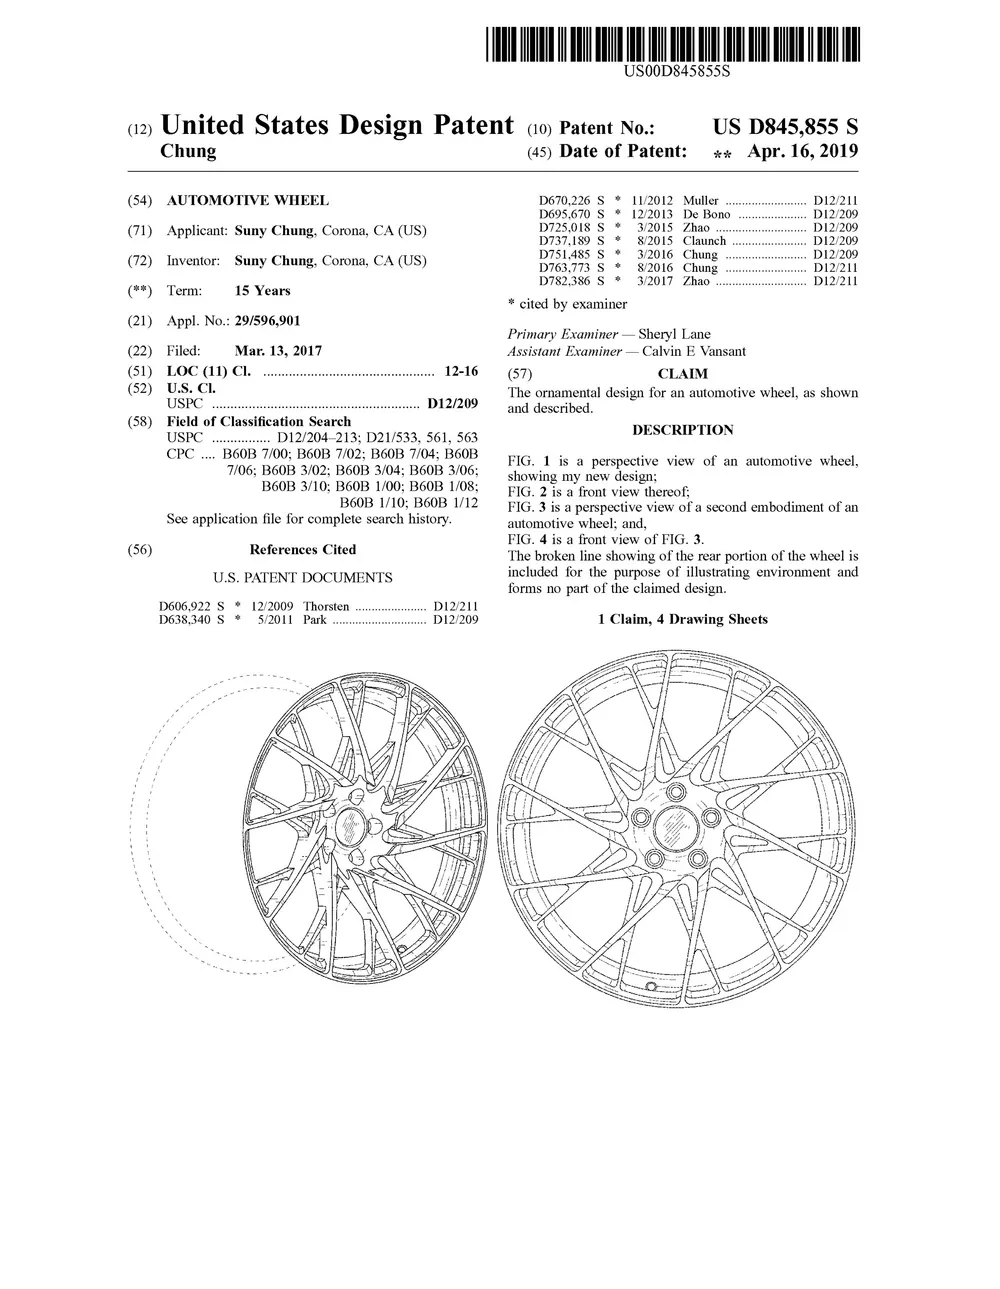 US00D845855S
(12) United States Design Patent
Chung
(10) Patent No.: US D845,855 S
(45) Date of Patent: ** Apr. 16, 2019
(54) AUTOMOTIVE WHEEL
(71) Applicant: Suny Chung, Corona, CA (US)
(72) Inventor: Suny Chung, Corona, CA (US)
(**) Term: 15 Years
(21) Appl. No.: 29/596,901
(22) Filed: Mar. 13, 2017
(51) LOC (11) Cl. .............................................. 12-16
(52) U.S. Cl.
USPC ........................................................ D12/209
(58) Field of Classification Search
USPC ................ D12/204–213; D21/533, 561, 563
CPC .... B60B 7/00; B60B 7/02; B60B 7/04; B60B
7/06; B60B 3/02; B60B 3/04; B60B 3/06;
B60B 3/10; B60B 1/00; B60B 1/08;
B60B 1/10; B60B 1/12
See application file for complete search history.
(56) References Cited
U.S. PATENT DOCUMENTS
D606,922 S * 12/2009 Thorsten ...................... D12/211
D638,340 S * 5/2011 Park ............................. D12/209
D670,226 S * 11/2012 Muller ......................... D12/211
D695,670 S * 12/2013 De Bono ..................... D12/209
D725,018 S * 3/2015 Zhao ............................ D12/209
D737,189 S * 8/2015 Claunch ....................... D12/209
D751,485 S * 3/2016 Chung ......................... D12/209
D763,773 S * 8/2016 Chung ......................... D12/211
D782,386 S * 3/2017 Zhao ............................ D12/211
* cited by examiner
Primary Examiner — Sheryl Lane
Assistant Examiner — Calvin E Vansant
(57) CLAIM
The ornamental design for an automotive wheel, as shown
and described.
DESCRIPTION
FIG. 1 is a perspective view of an automotive wheel,
showing my new design;
FIG. 2 is a front view thereof;
FIG. 3 is a perspective view of a second embodiment of an
automotive wheel; and,
FIG. 4 is a front view of FIG. 3.
The broken line showing of the rear portion of the wheel is
included for the purpose of illustrating environment and
forms no part of the claimed design.
1 Claim, 4 Drawing Sheets